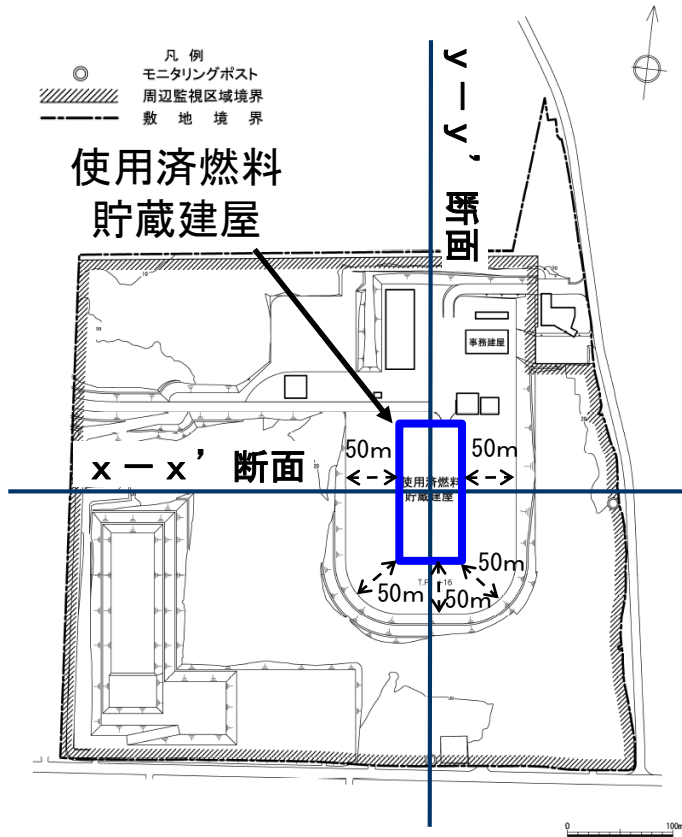 凡 例
モニタリングポスト
周辺監視区域境界
敷 地 境 界
使用済燃料
貯蔵建屋
y－y’断面
事務建屋
x－x’断面
50m
50m
使用済燃料
貯蔵建屋
50m
50m
50m
0
100m